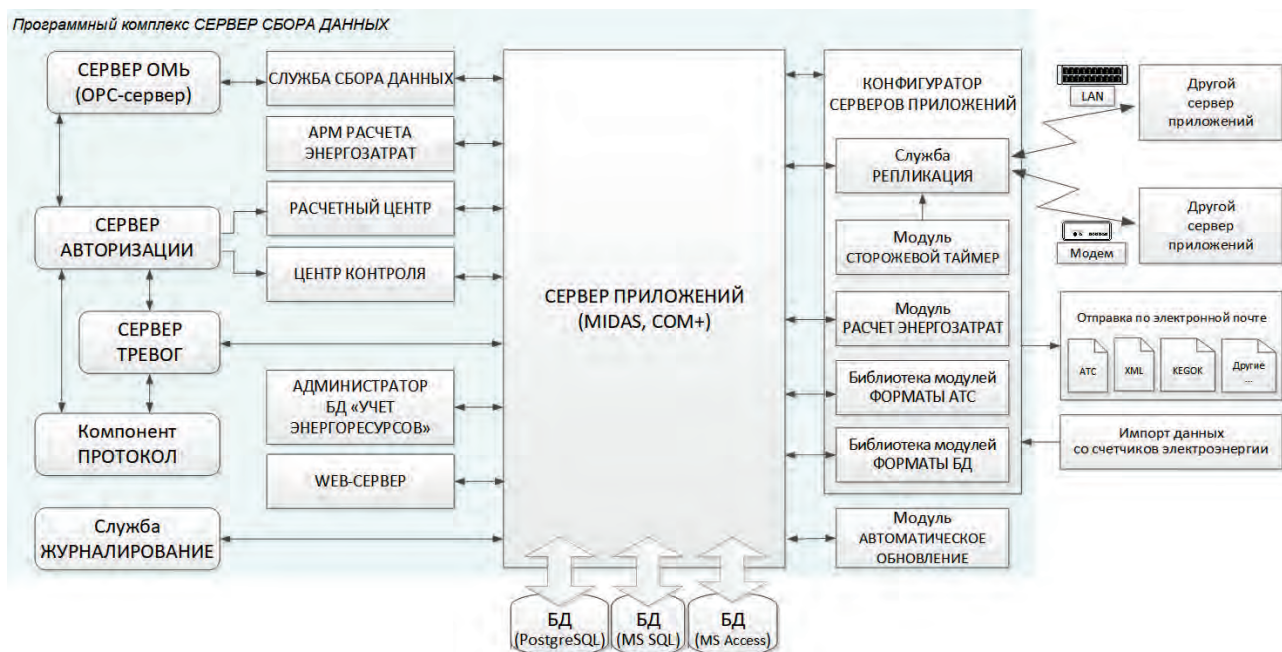 Программный комплекс СЕРВЕР СБОРА ДАННЫХ
СЕРВЕР ОМЬ
(OPC-сервер)
СЕРВЕР
АВТОРИЗАЦИИ
СЕРВЕР
ТРЕВОГ
Компонент
ПРОТОКОЛ
Служба
ЖУРНАЛИРОВАНИЕ
СЛУЖБА СБОРА ДАННЫХ
АРМ РАСЧЕТА
ЭНЕРГОЗАТРАТ
РАСЧЕТНЫЙ ЦЕНТР
ЦЕНТР КОНТРОЛЯ
АДМИНИСТРАТОР
БД «УЧЕТ
ЭНЕРГОРЕСУРСОВ»
WEB-СЕРВЕР
СЕРВЕР ПРИЛОЖЕНИЙ
(MIDAS, COM+)
БД
(PostgreSQL)
БД
(MS SQL)
БД
(MS Access)
КОНФИГУРАТОР
СЕРВЕРОВ ПРИЛОЖЕНИЙ
Служба
РЕПЛИКАЦИЯ
Модуль
СТОРОЖЕВОЙ ТАЙМЕР
Модуль
РАСЧЕТ ЭНЕРГОЗАТРАТ
Библиотека модулей
ФОРМАТЫ АТС
Библиотека модулей
ФОРМАТЫ БД
Модуль
АВТОМАТИЧЕСКОЕ
ОБНОВЛЕНИЕ
LAN
Другой
сервер
приложений
Модем
Другой
сервер
приложений
Отправка по электронной почте
АТС
XML
KEGOK
Другие
...
Импорт данных
со счетчиков электроэнергии